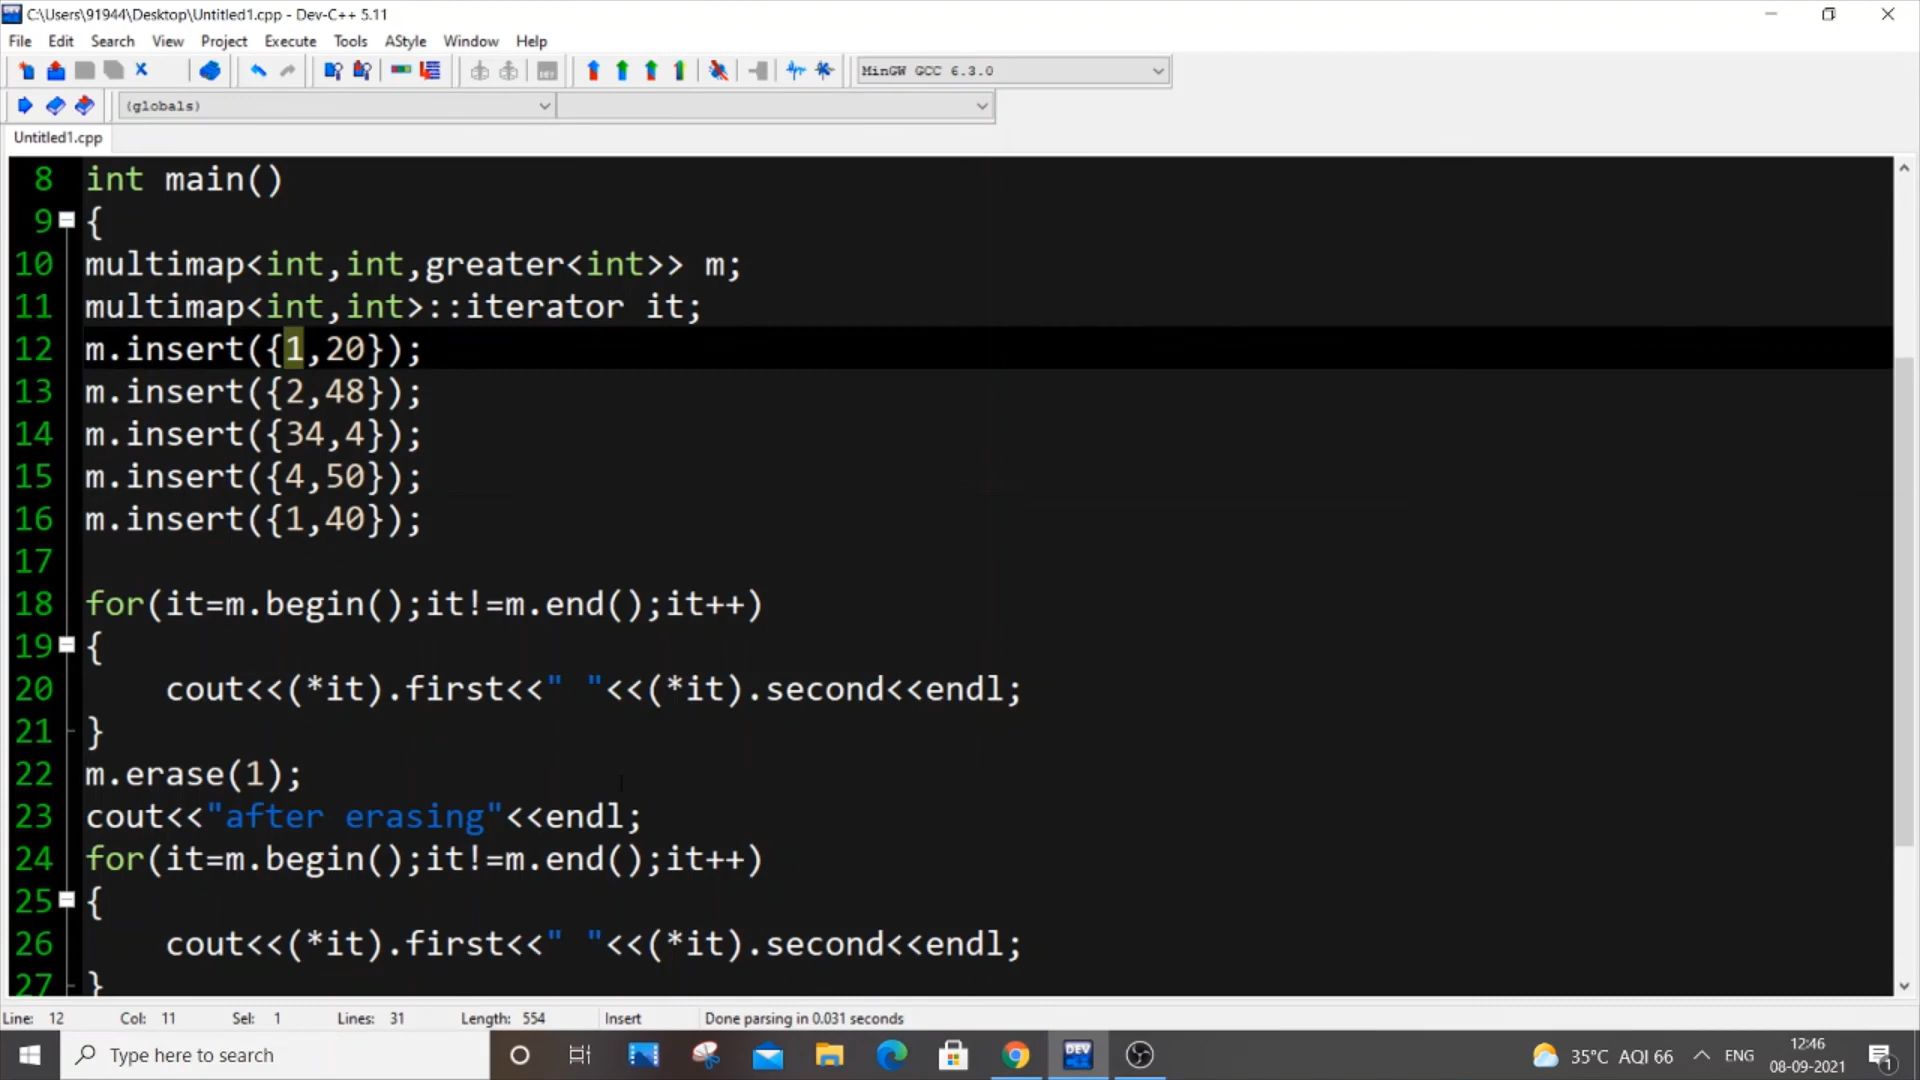 C:\Users\91944\Desktop\Untitled1.cpp - Dev-C++ 5.11
File Edit Search View Project Execute Tools AStyle Window Help
MinGW GCC 6.3.0
(globals)
Untitled1.cpp
8 int main()
9 {
10 multimap<int,int,greater<int>> m;
11 multimap<int,int>::iterator it;
12 m.insert({1,20});
13 m.insert({2,48});
14 m.insert({34,4});
15 m.insert({4,50});
16 m.insert({1,40});
17
18 for(it=m.begin();it!=m.end();it++)
19 {
20     cout<<(*it).first<<" "<<(*it).second<<endl;
21 }
22 m.erase(1);
23 cout<<"after erasing"<<endl;
24 for(it=m.begin();it!=m.end();it++)
25 {
26     cout<<(*it).first<<" "<<(*it).second<<endl;
27 }
Line: 12 Col: 11 Sel: 1 Lines: 31 Length: 554 Insert Done parsing in 0.031 seconds
Type here to search
DEV
35°C AQI 66 ENG
12:46
08-09-2021
1